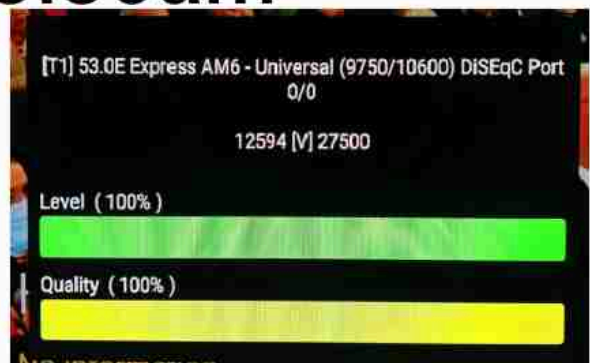 [T1] 53.0E Express AM6 - Universal (9750/10600) DiSEqC Port
0/0
12594 [V] 27500
Level ( 100% )
Quality ( 100% )